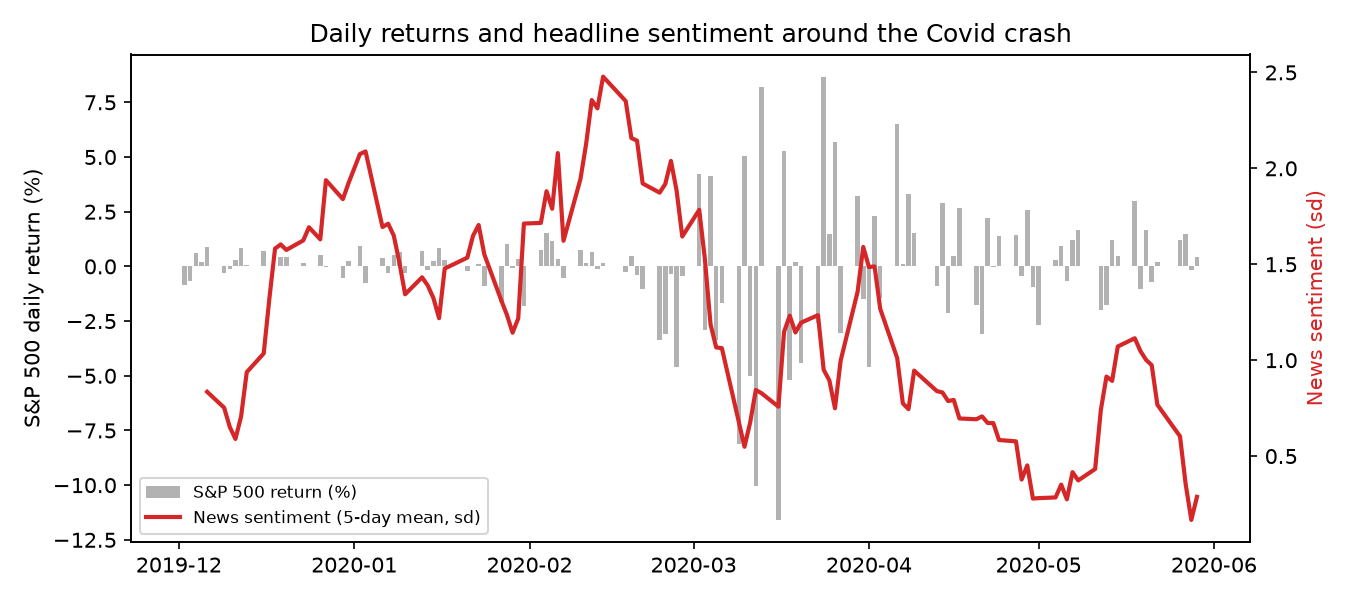 Daily returns and headline sentiment around the Covid crash
S&P 500 daily return (%)
7.5
5.0
2.5
0.0
−2.5
−5.0
−7.5
−10.0
−12.5
2.5
2.0
1.5
1.0
0.5
News sentiment (sd)
S&P 500 return (%)
News sentiment (5-day mean, sd)
2019-12 2020-01 2020-02 2020-03 2020-04 2020-05 2020-06